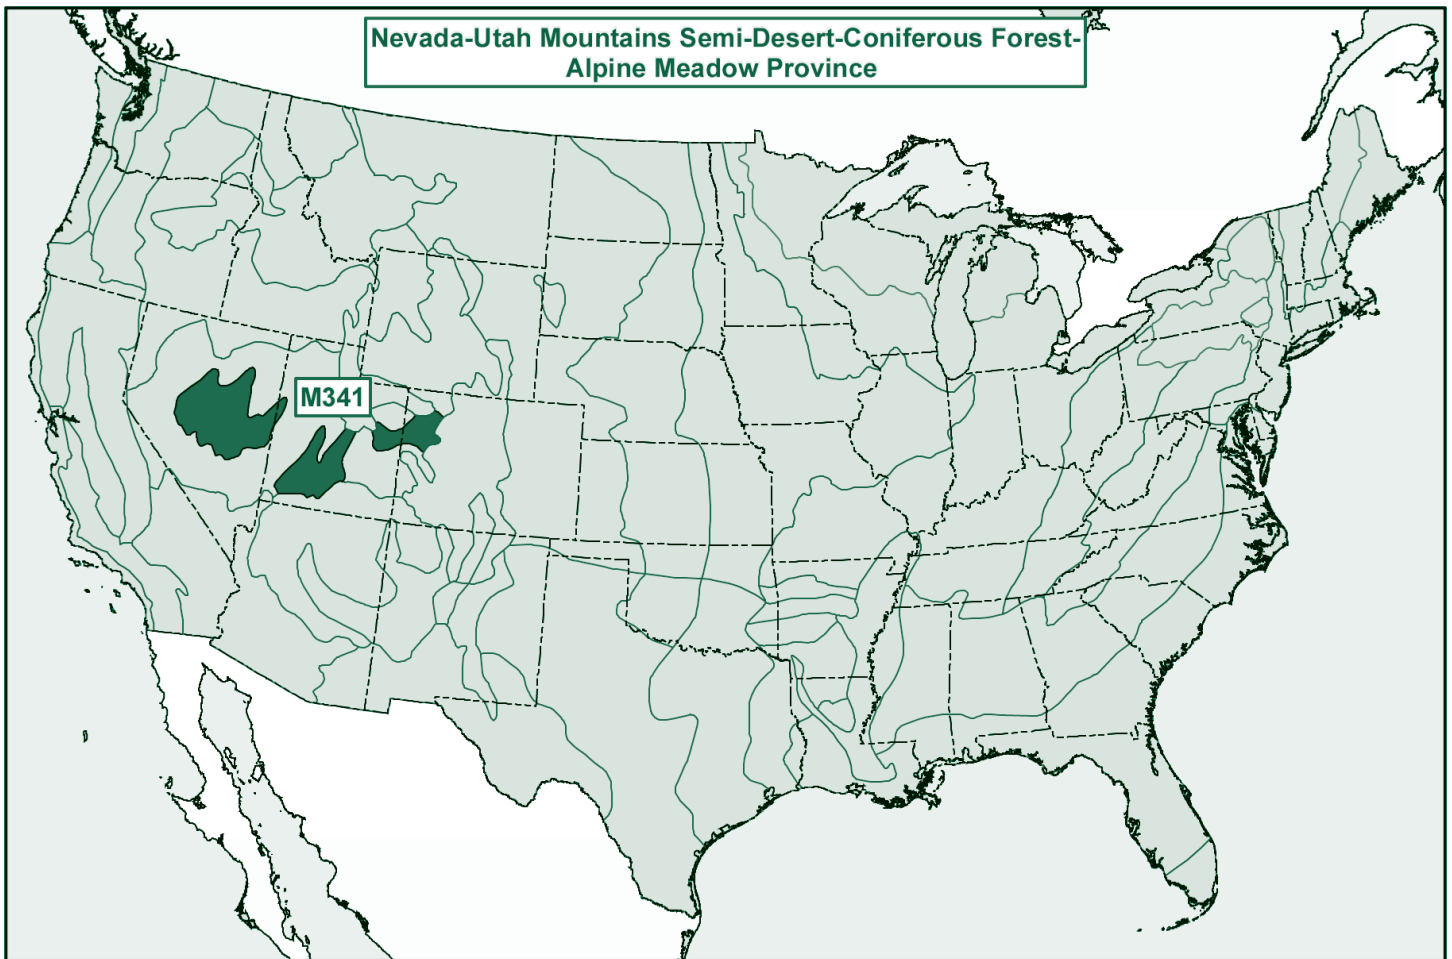 Nevada-Utah Mountains Semi-Desert-Coniferous Forest-
Alpine Meadow Province
M341